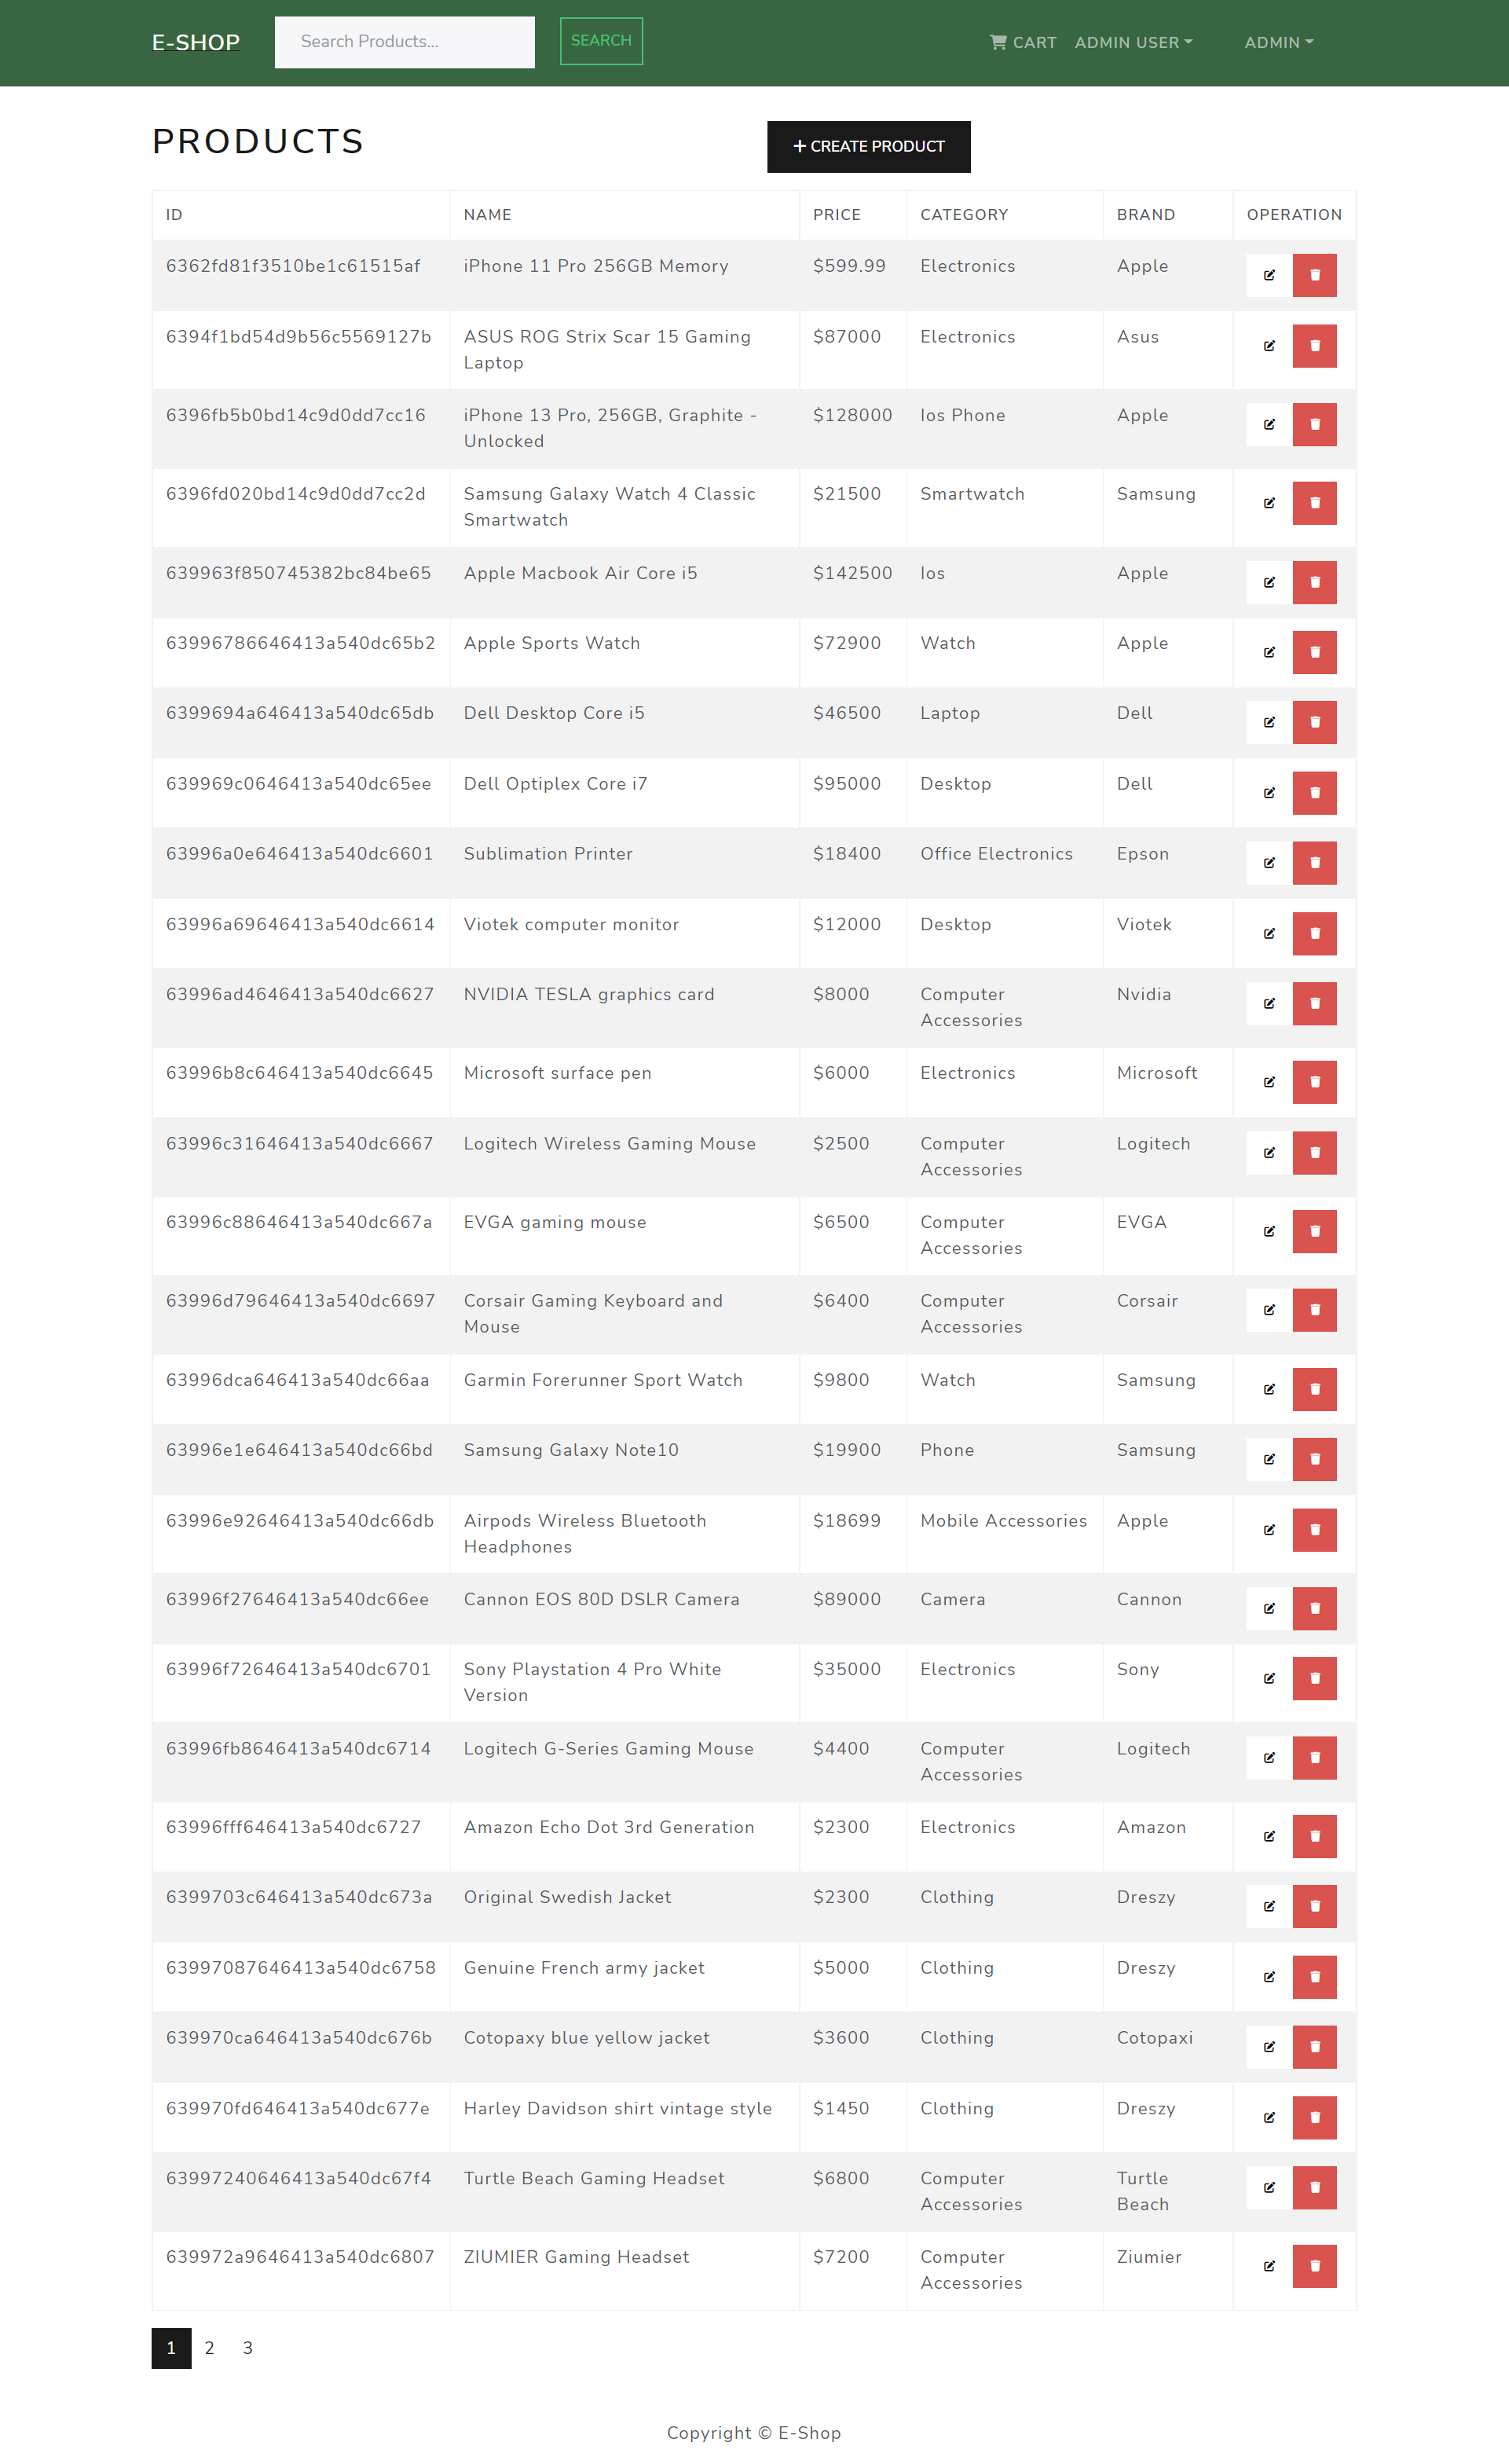 E-SHOP Search Products... SEARCH CART ADMIN USER ADMIN
PRODUCTS CREATE PRODUCT
ID NAME PRICE CATEGORY BRAND OPERATION
6362fd81f3510be1c61515af iPhone 11 Pro 256GB Memory $599.99 Electronics Apple
6394f1bd54d9b56c5569127b ASUS ROG Strix Scar 15 Gaming $87000 Electronics Asus
Laptop
6396fb5b0bd14c9d0dd7cc16 iPhone 13 Pro, 256GB, Graphite - $128000 Ios Phone Apple
Unlocked
6396fd020bd14c9d0dd7cc2d Samsung Galaxy Watch 4 Classic $21500 Smartwatch Samsung
Smartwatch
639963f850745382bc84be65 Apple Macbook Air Core i5 $142500 Ios Apple
63996786646413a540dc65b2 Apple Sports Watch $72900 Watch Apple
6399694a646413a540dc65db Dell Desktop Core i5 $46500 Laptop Dell
639969c0646413a540dc65ee Dell Optiplex Core i7 $95000 Desktop Dell
63996a0e646413a540dc6601 Sublimation Printer $18400 Office Electronics Epson
63996a69646413a540dc6614 Viotek computer monitor $12000 Desktop Viotek
63996ad4646413a540dc6627 NVIDIA TESLA graphics card $8000 Computer Nvidia
Accessories
63996b8c646413a540dc6645 Microsoft surface pen $6000 Electronics Microsoft
63996c31646413a540dc6667 Logitech Wireless Gaming Mouse $2500 Computer Logitech
Accessories
63996c88646413a540dc667a EVGA gaming mouse $6500 Computer EVGA
Accessories
63996d79646413a540dc6697 Corsair Gaming Keyboard and $6400 Computer Corsair
Mouse Accessories
63996dca646413a540dc66aa Garmin Forerunner Sport Watch $9800 Watch Samsung
63996e1e646413a540dc66bd Samsung Galaxy Note10 $19900 Phone Samsung
63996e92646413a540dc66db Airpods Wireless Bluetooth $18699 Mobile Accessories Apple
Headphones
63996f27646413a540dc66ee Cannon EOS 80D DSLR Camera $89000 Camera Cannon
63996f72646413a540dc6701 Sony Playstation 4 Pro White $35000 Electronics Sony
Version
63996fb8646413a540dc6714 Logitech G-Series Gaming Mouse $4400 Computer Logitech
Accessories
63996fff646413a540dc6727 Amazon Echo Dot 3rd Generation $2300 Electronics Amazon
6399703c646413a540dc673a Original Swedish Jacket $2300 Clothing Dreszy
63997087646413a540dc6758 Genuine French army jacket $5000 Clothing Dreszy
639970ca646413a540dc676b Cotopaxy blue yellow jacket $3600 Clothing Cotopaxi
639970fd646413a540dc677e Harley Davidson shirt vintage style $1450 Clothing Dreszy
63997240646413a540dc67f4 Turtle Beach Gaming Headset $6800 Computer Turtle
Accessories Beach
639972a9646413a540dc6807 ZIUMIER Gaming Headset $7200 Computer Ziumier
Accessories
1 2 3
Copyright © E-Shop